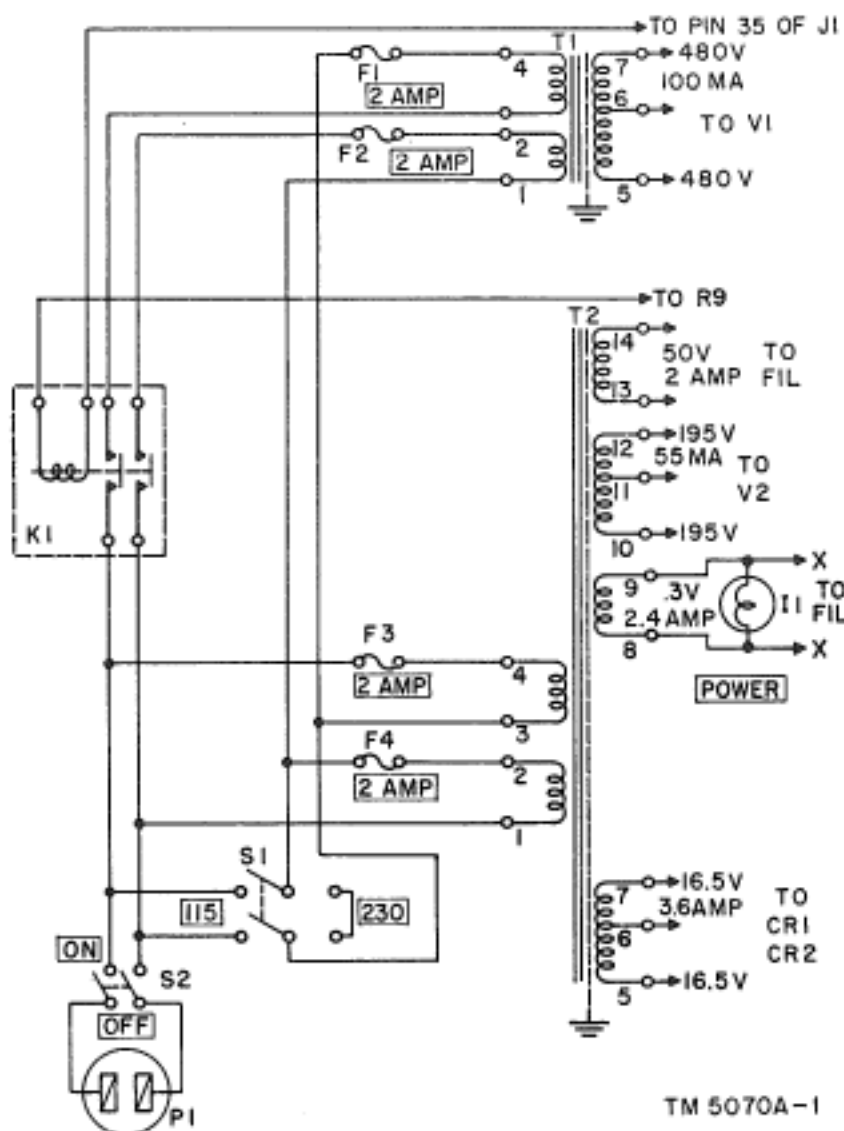 TO PIN 35 OF J1
T1
F1
2 AMP
4
7
480V
100 MA
6
TO V1
F2
2 AMP
2
1
5
480V
TO R9
T2
14
50V
2 AMP
13
TO
FIL
12
195V
55 MA
11
TO
V2
10
195V
K1
9
.3V
2.4 AMP
8
I1
X
TO
FIL
X
POWER
F3
2 AMP
4
3
F4
2 AMP
2
1
S1
115
230
7
16.5V
3.6AMP
6
TO
CR1
CR2
5
16.5V
ON
S2
OFF
P1
TM 5070A-1